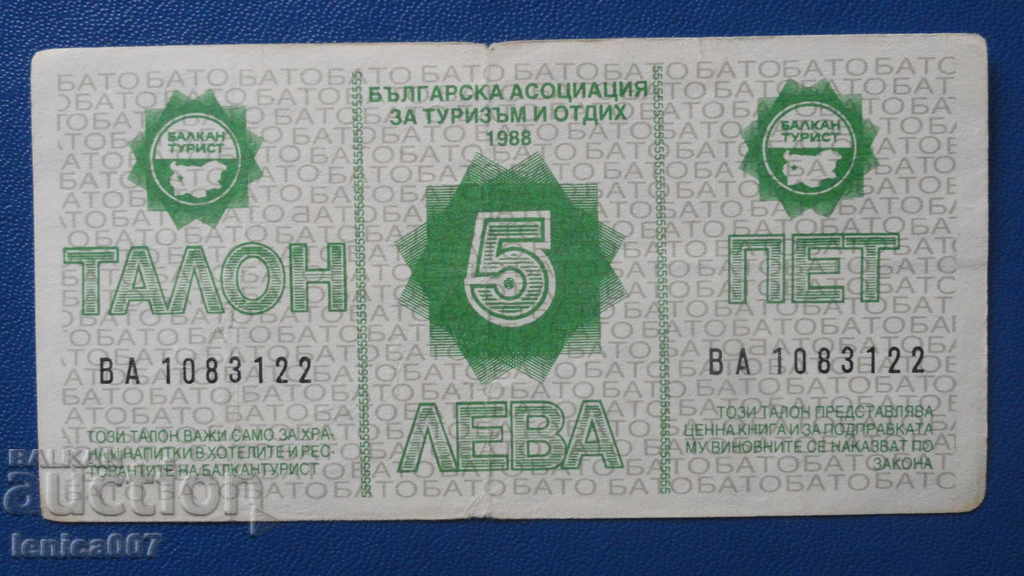 БЪЛГАРСКА АСОЦИАЦИЯ
ЗА ТУРИЗЪМ И ОТДИХ
1988
БАЛКАН
ТУРИСТ
БАЛКАН
ТУРИСТ
ТАЛОН
5
ПЕТ
ВА 1083122
ВА 1083122
ЛЕВА
ТОЗИ ТАЛОН ВАЖИ САМО ЗА ХРА-
НИ И НАПИТКИ В ХОТЕЛИТЕ И РЕС-
ТОРАНТИТЕ НА БАЛКАНТУРИСТ
ТОЗИ ТАЛОН ПРЕДСТАВЛЯВА
ЦЕННА КНИГА И ЗА ПОДПРАВКАТА
МУ ВИНОВНИТЕ СЕ НАКАЗВАТ ПО
ЗАКОНА
BALKAN
auction
lenica007